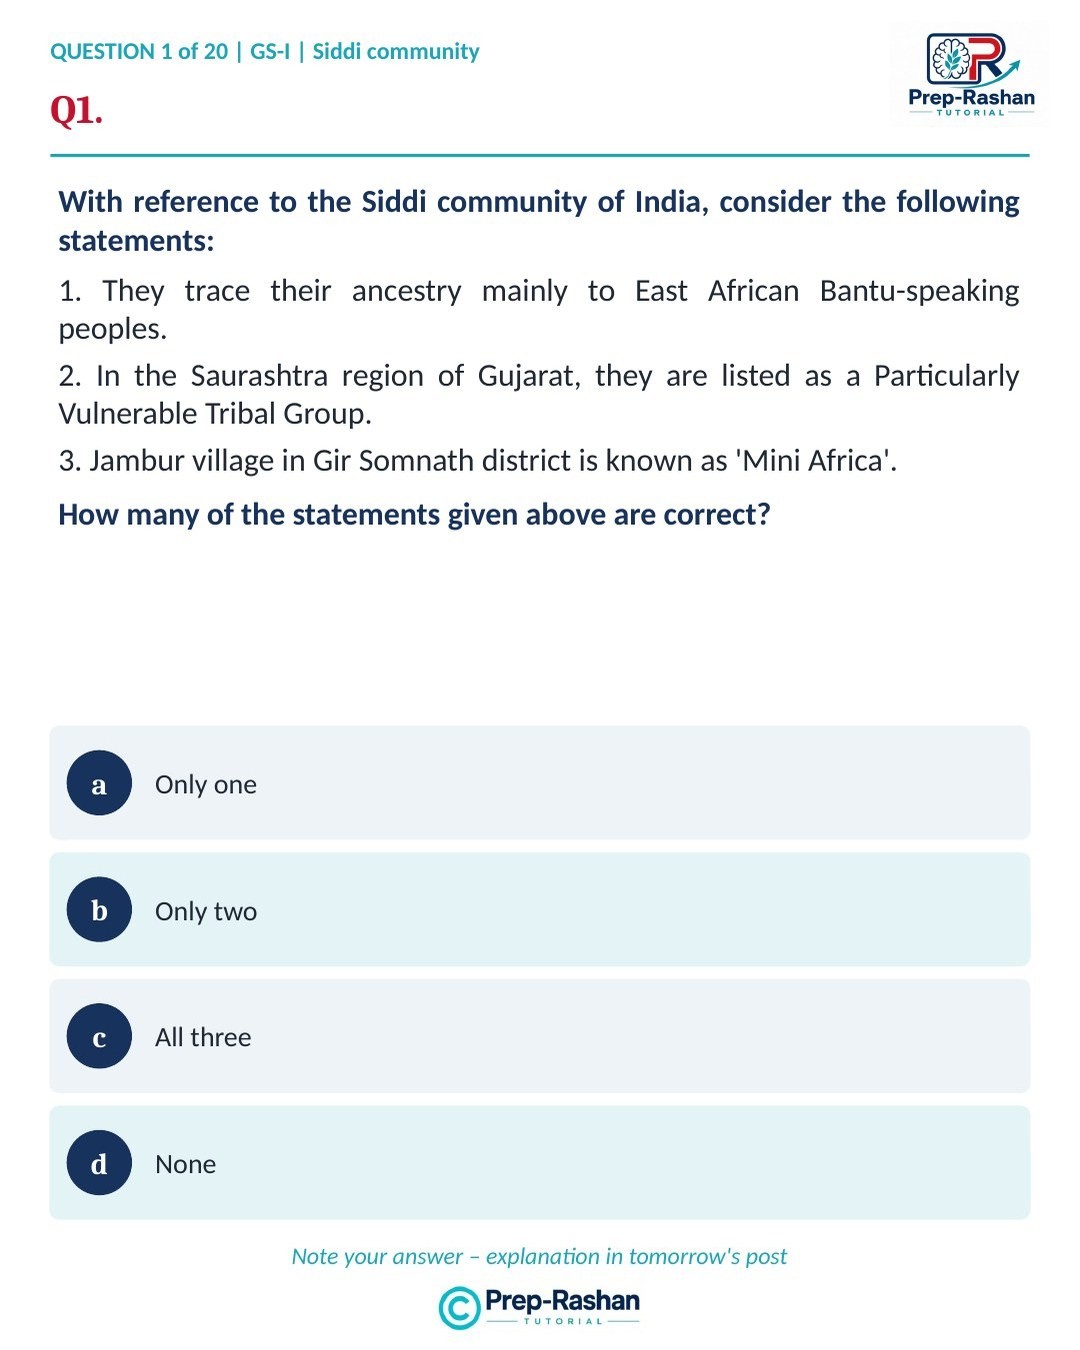 QUESTION 1 of 20 | GS-I | Siddi community
Prep-Rashan
TUTORIAL
Q1.
With reference to the Siddi community of India, consider the following
statements:
1. They trace their ancestry mainly to East African Bantu-speaking
peoples.
2. In the Saurashtra region of Gujarat, they are listed as a Particularly
Vulnerable Tribal Group.
3. Jambur village in Gir Somnath district is known as 'Mini Africa'.
How many of the statements given above are correct?
a Only one
b Only two
c All three
d None
Note your answer – explanation in tomorrow's post
© Prep-Rashan
TUTORIAL